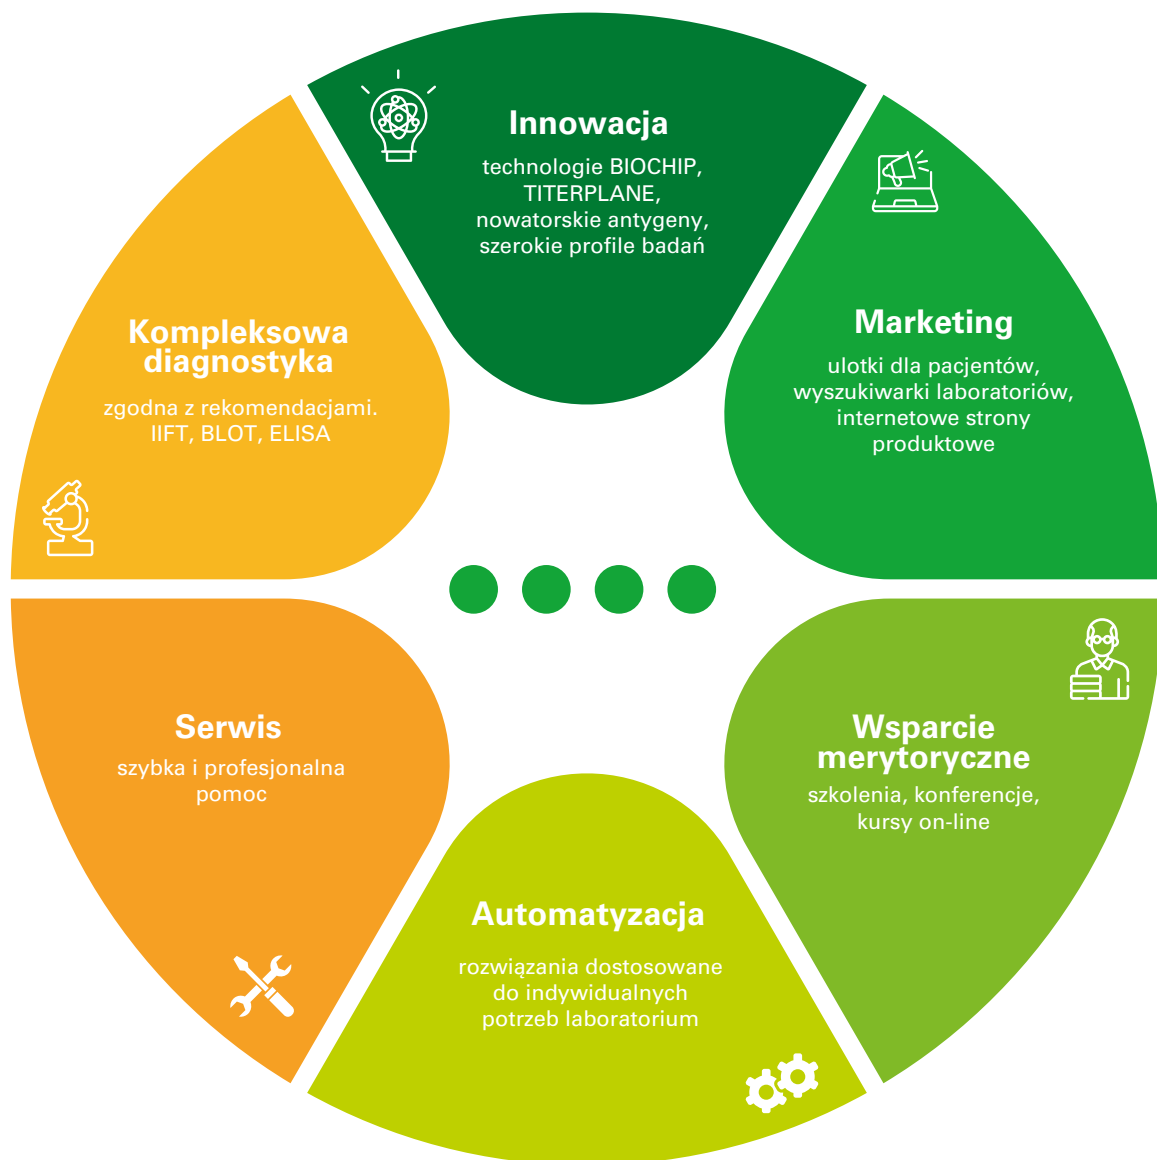 Innowacja
technologie BIOCHIP,
TITERPLANE,
nowatorskie antygeny,
szerokie profile badań
Marketing
ulotki dla pacjentów,
wyszukiwarki laboratoriów,
internetowe strony
produktowe
Kompleksowa
diagnostyka
zgodna z rekomendacjami.
IIFT, BLOT, ELISA
Serwis
szybka i profesjonalna
pomoc
Wsparcie
merytoryczne
szkolenia, konferencje,
kursy on-line
Automatyzacja
rozwiązania dostosowane
do indywidualnych
potrzeb laboratorium